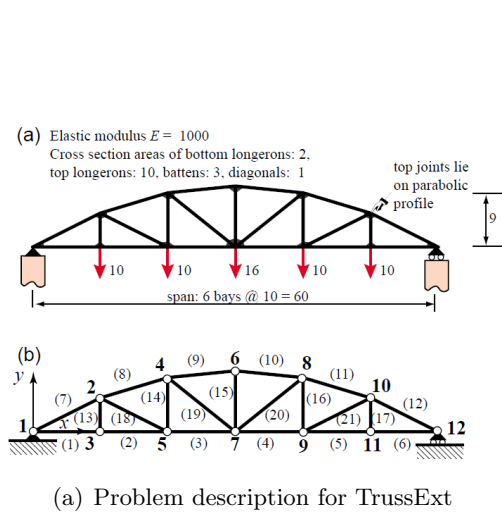 (a) Elastic modulus E = 1000
Cross section areas of bottom longerons: 2,
top longerons: 10, battens: 3, diagonals: 1
top joints lie
on parabolic
profile
9
10 10 16 10 10
span: 6 bays @ 10 = 60
(b)
y
x
(9) (10)
4 6 8
(8) (11)
2 10
(7) (12)
(14) (15) (16)
(13) (18) (19) (20) (21) (17)
1 3 5 7 9 11 12
(1) (2) (3) (4) (5) (6)
(a) Problem description for TrussExt